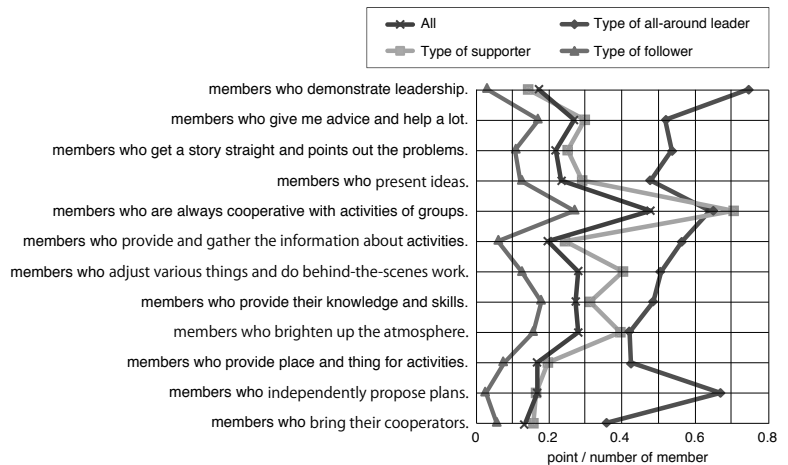 All
Type of all-around leader
Type of supporter
Type of follower
members who demonstrate leadership.
members who give me advice and help a lot.
members who get a story straight and points out the problems.
members who present ideas.
members who are always cooperative with activities of groups.
members who provide and gather the information about activities.
members who adjust various things and do behind-the-scenes work.
members who provide their knowledge and skills.
members who brighten up the atmosphere.
members who provide place and thing for activities.
members who independently propose plans.
members who bring their cooperators.
0 0.2 0.4 0.6 0.8
point / number of member